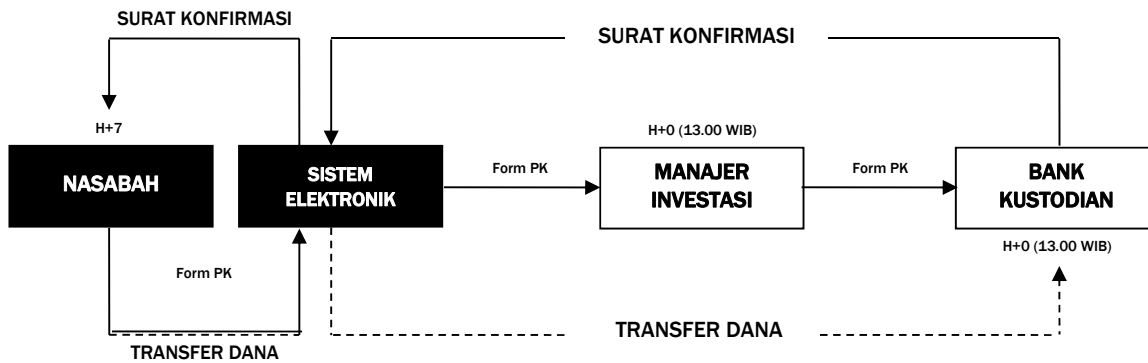 SURAT KONFIRMASI
SURAT KONFIRMASI
H+7
H+0 (13.00 WIB)
NASABAH
SISTEM
ELEKTRONIK
Form PK
MANAJER
INVESTASI
Form PK
BANK
KUSTODIAN
H+0 (13.00 WIB)
Form PK
TRANSFER DANA
TRANSFER DANA